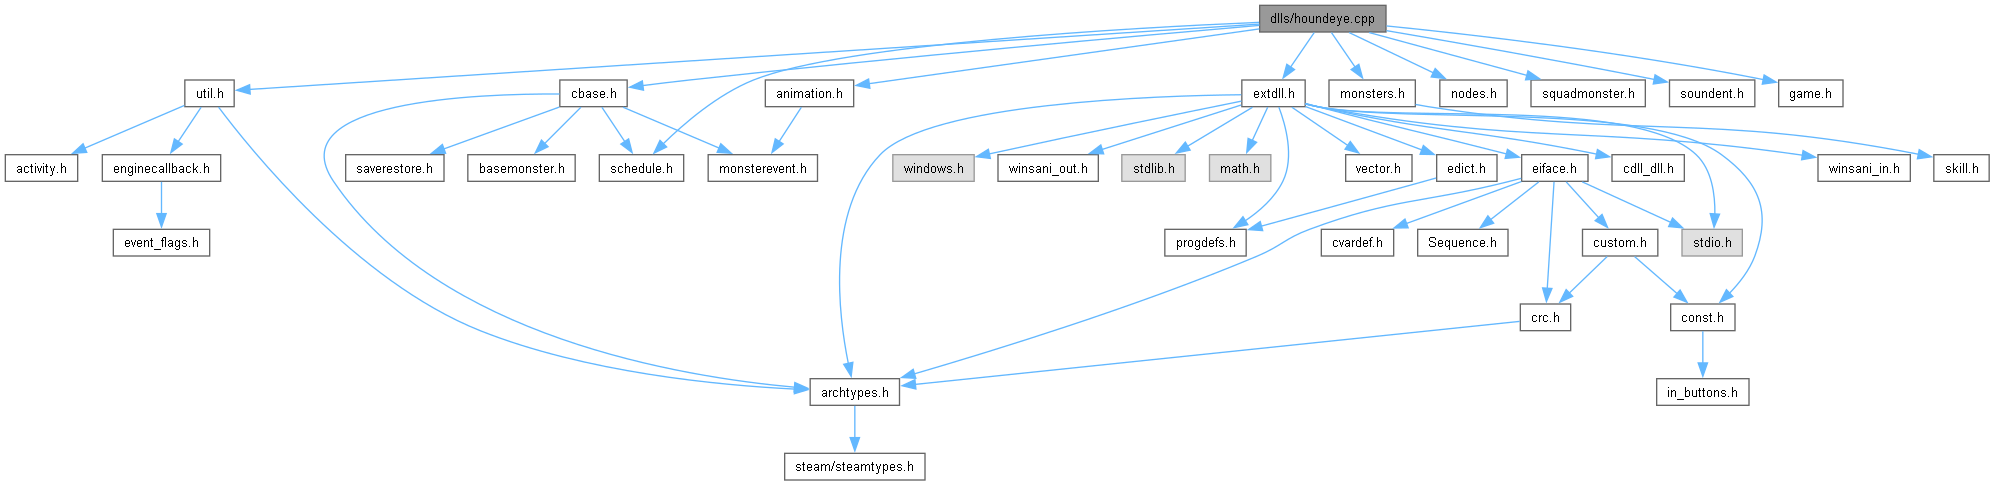 dlls/houndeye.cpp
util.h
cbase.h
animation.h
extdll.h
monsters.h
nodes.h
squadmonster.h
soundent.h
game.h
activity.h
enginecallback.h
saverestore.h
basemonster.h
schedule.h
monsterevent.h
windows.h
winsani_out.h
stdlib.h
math.h
vector.h
edict.h
eiface.h
cdll_dll.h
winsani_in.h
skill.h
event_flags.h
progdefs.h
cvardef.h
Sequence.h
custom.h
stdio.h
crc.h
const.h
archtypes.h
in_buttons.h
steam/steamtypes.h